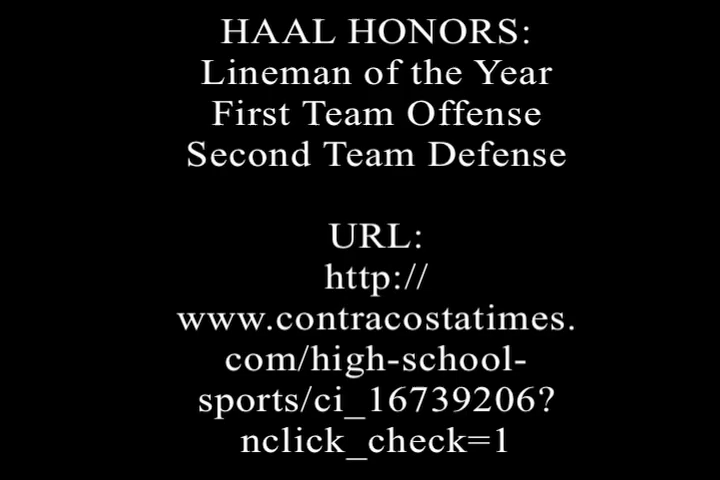 HAAL HONORS:
Lineman of the Year
First Team Offense
Second Team Defense
URL:
http://
www.contracostatimes.
com/high-school-
sports/ci_16739206?
nclick_check=1